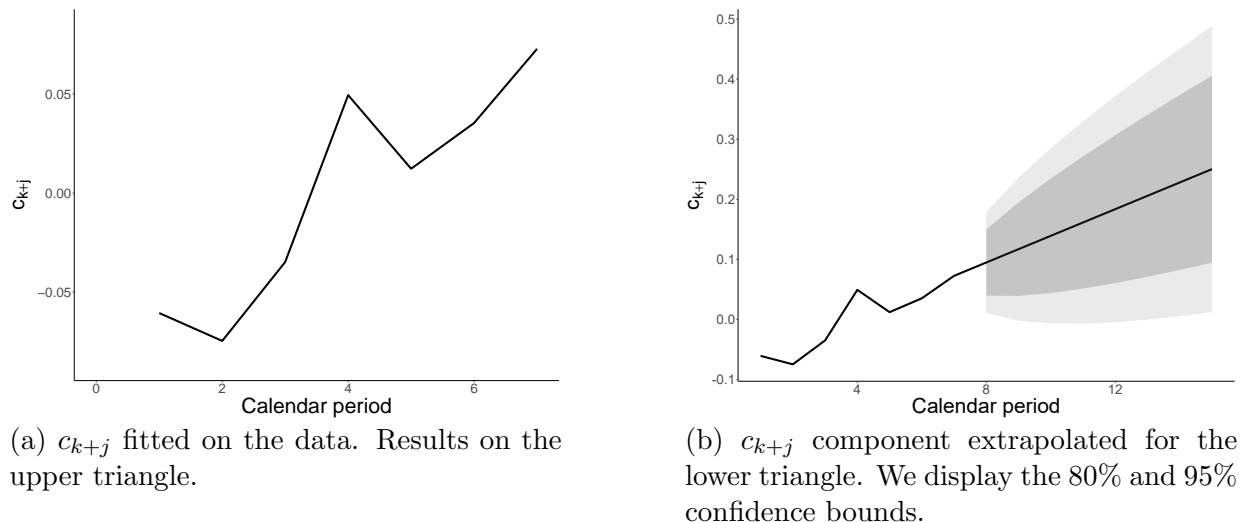 0.05
0.00
−0.05
c_{k+j}
0 2 4 6
Calendar period
(a) c_{k+j} fitted on the data. Results on the
upper triangle.
0.5
0.4
0.3
0.2
0.1
0.0
-0.1
c_{k+j}
4 8 12
Calendar period
(b) c_{k+j} component extrapolated for the
lower triangle. We display the 80% and 95%
confidence bounds.